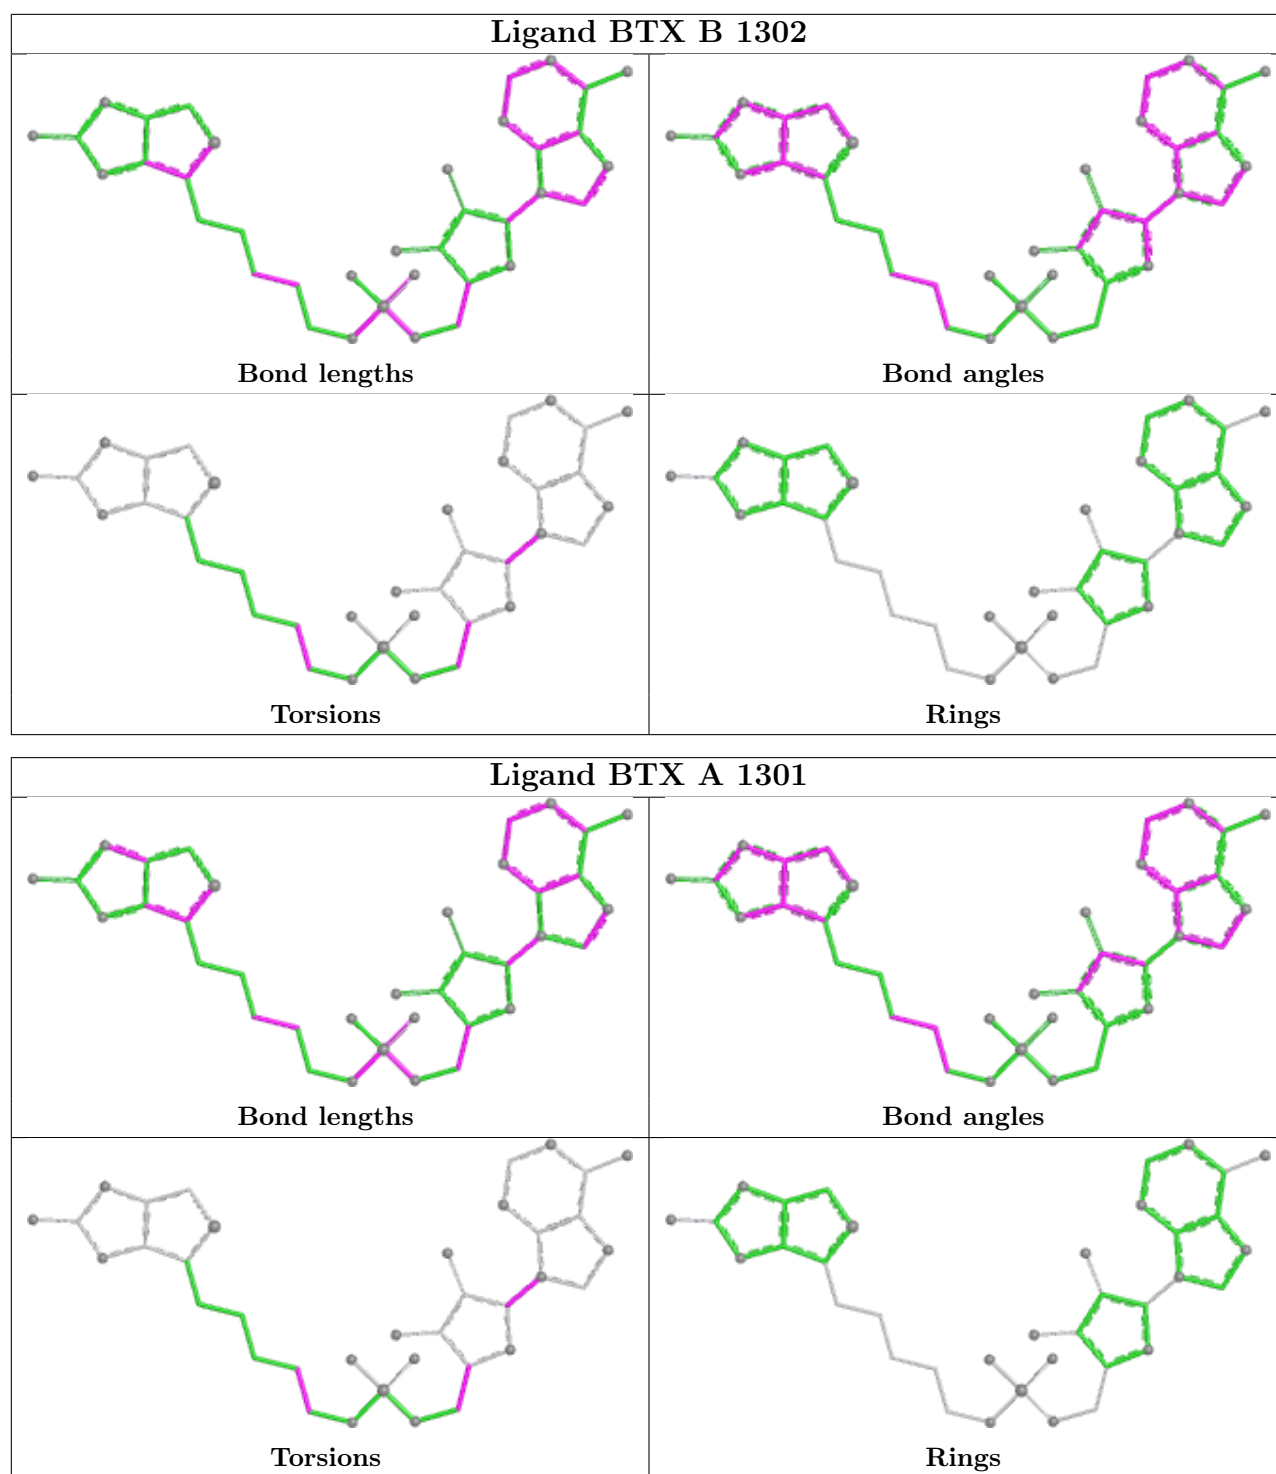 Ligand BTX B 1302
Bond lengths
Bond angles
Torsions
Rings
Ligand BTX A 1301
Bond lengths
Bond angles
Torsions
Rings